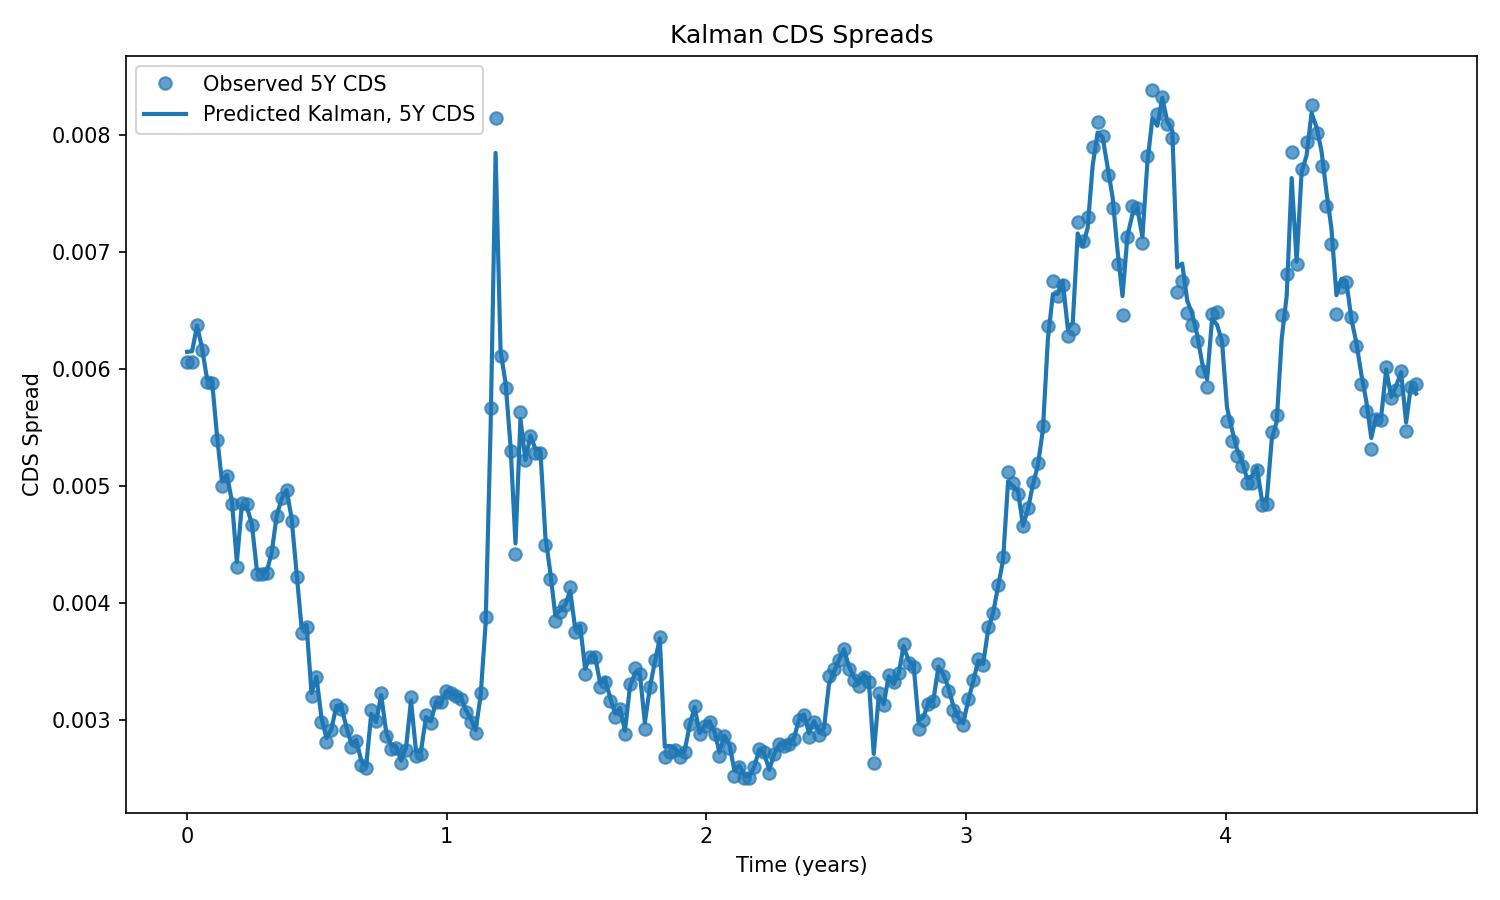 Kalman CDS Spreads
Observed 5Y CDS
Predicted Kalman, 5Y CDS
0.008
0.007
0.006
0.005
0.004
0.003
CDS Spread
0 1 2 3 4
Time (years)